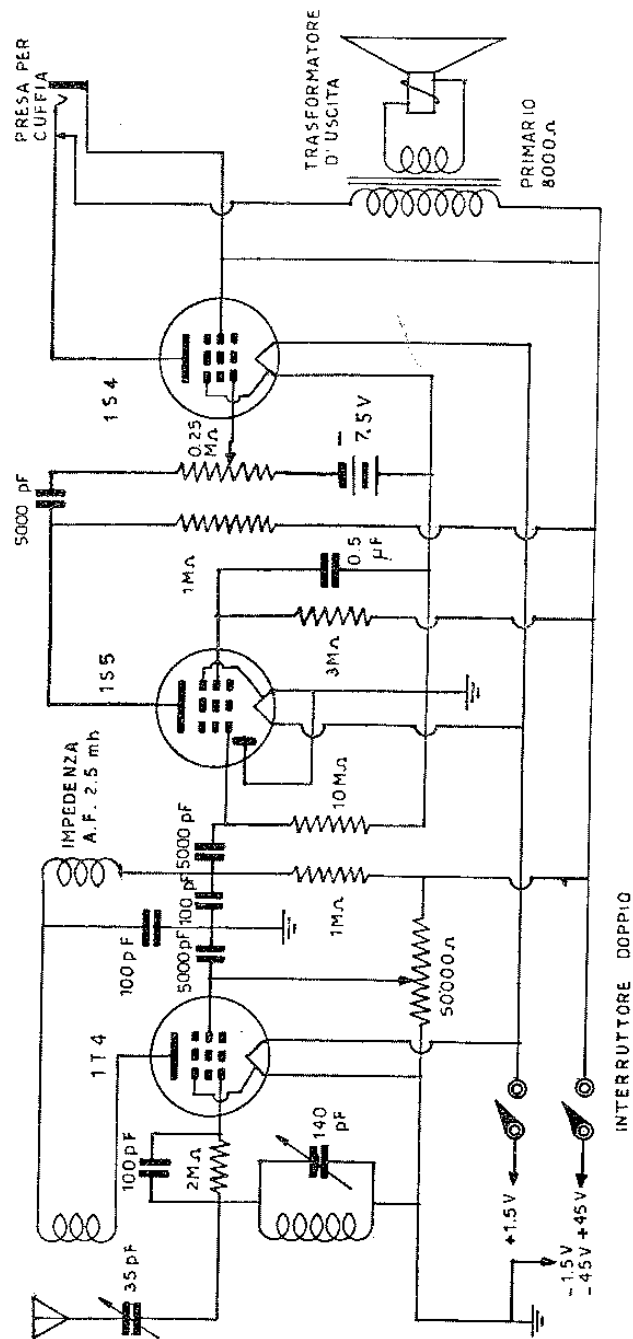 PRESA PER
CUFFIA
TRASFORMATORE
D' USCITA
PRIMARIO
8000Ω
1S4
0.25
MΩ
5000 pF
7.5V
−
1MΩ
0.5
µF
3MΩ
1S5
IMPEDENZA
A.F. 2.5 mh
10MΩ
5000 pF
100 pF
5000pF
100pF
1MΩ
50000Ω
1T4
100pF
2MΩ
140
pF
35pF
+1.5V
−1.5V
−45V +45V
INTERRUTTORE DOPPIO